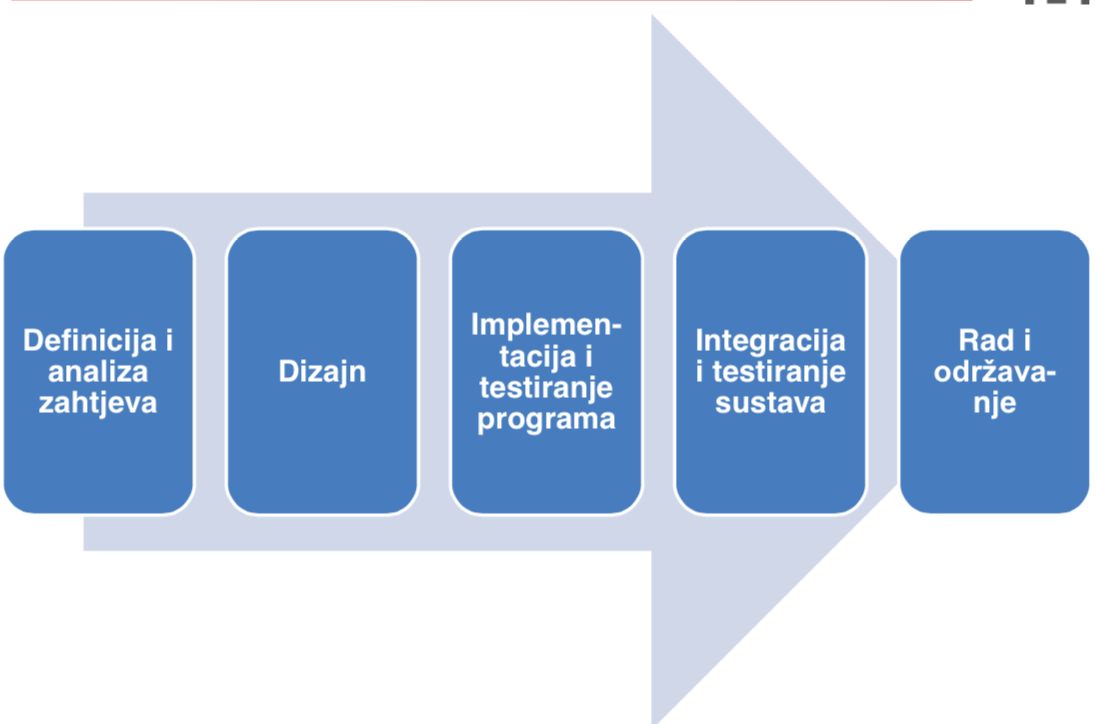 Definicija i
analiza
zahtjeva
Dizajn
Implemen-
tacija i
testiranje
programa
Integracija
i testiranje
sustava
Rad i
održava-
nje